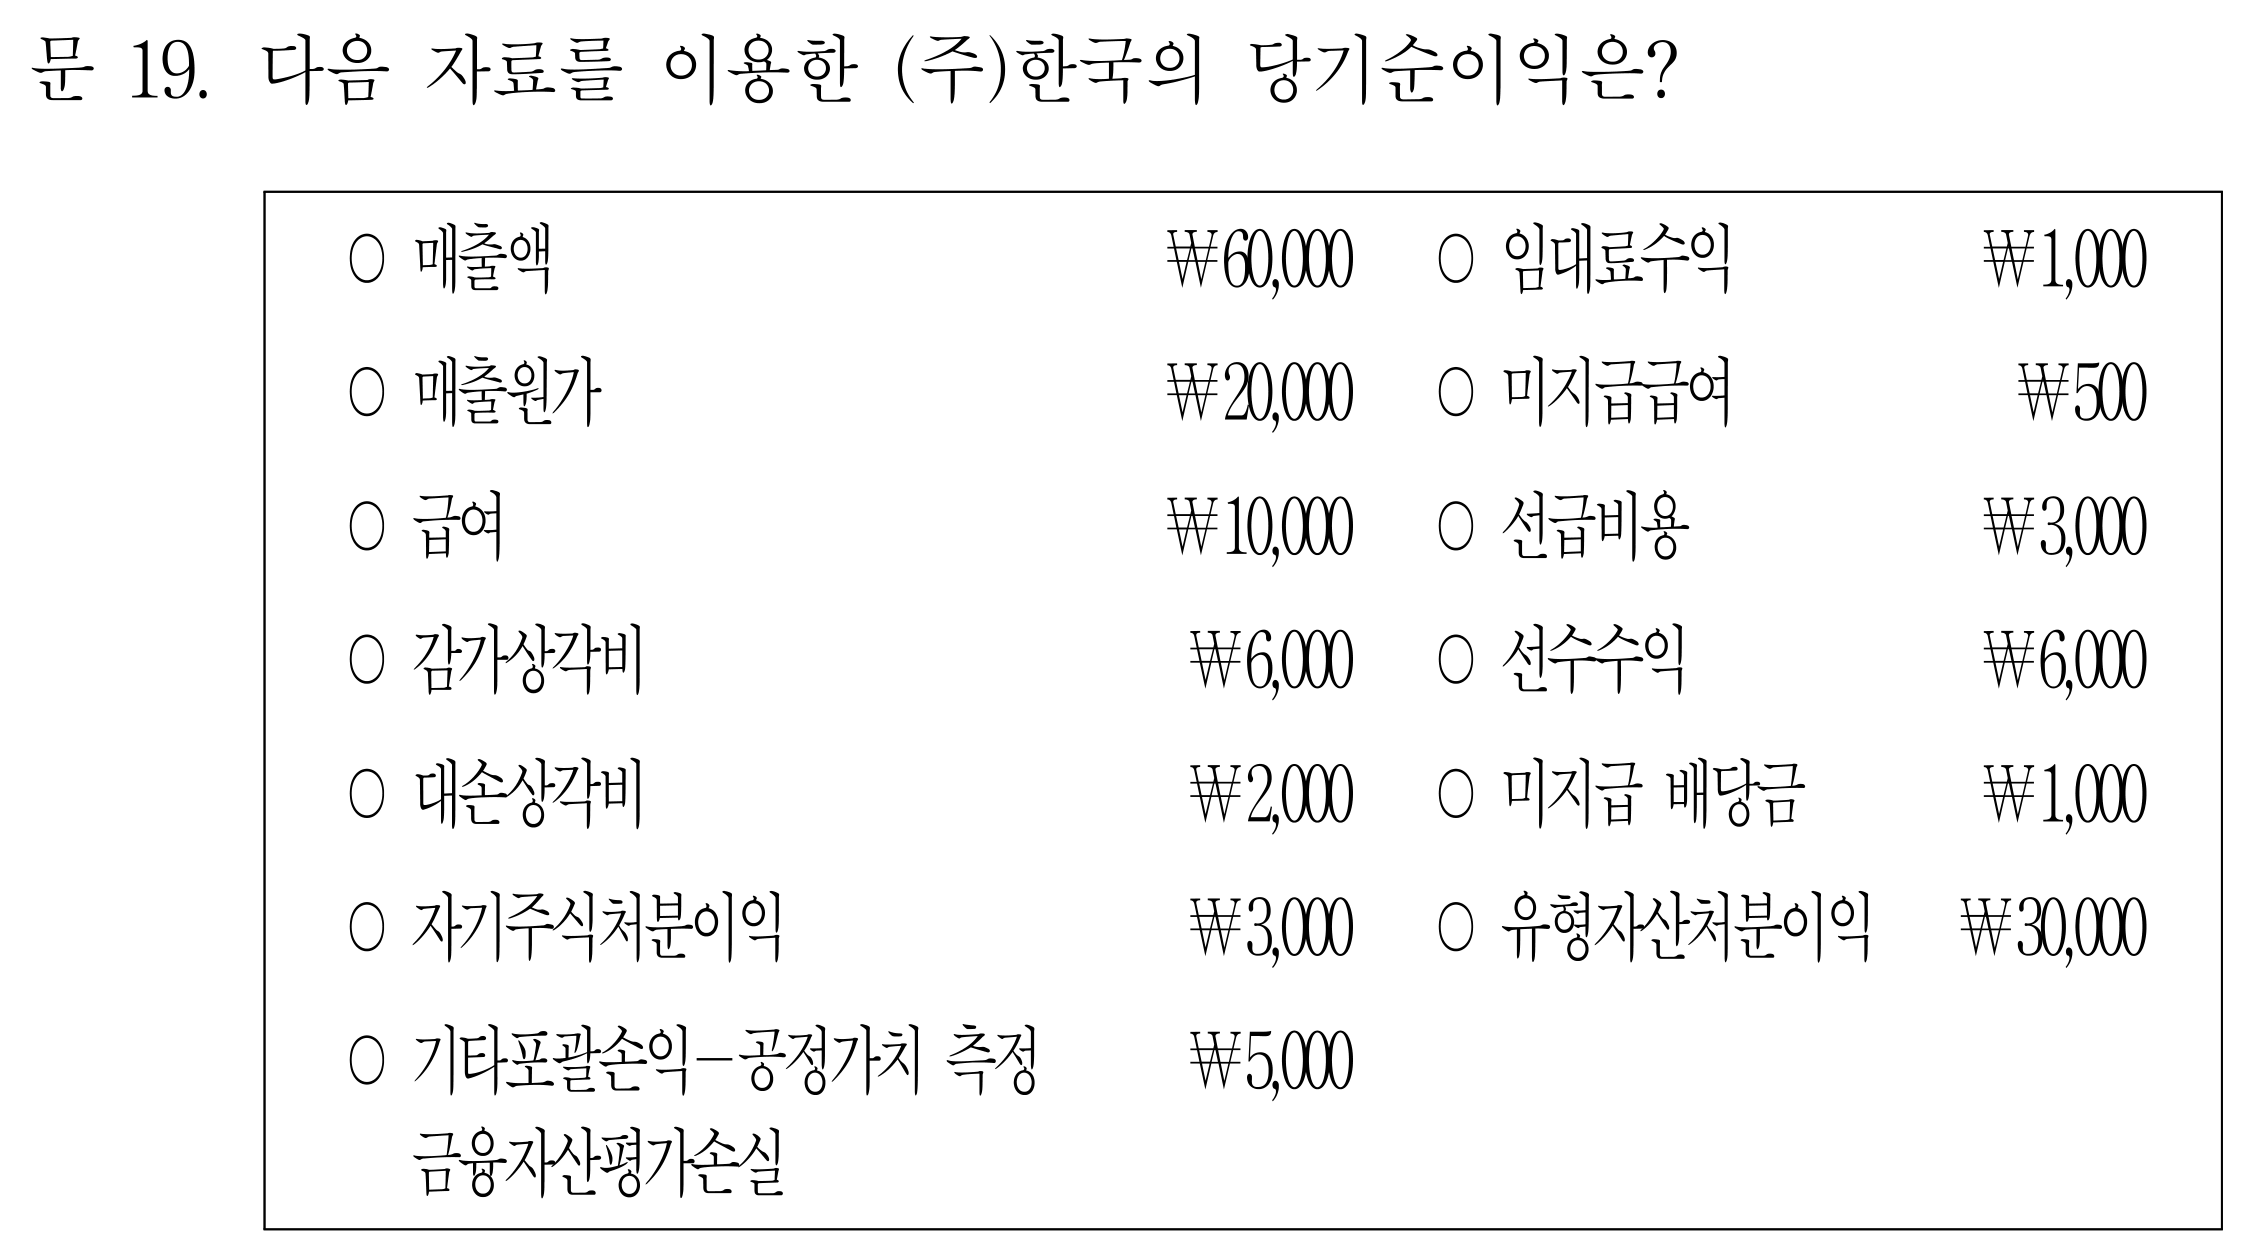 문 19. 다음 자료를 이용한 (주)한국의 당기순이익은?
○ 매출액 ₩60,000 ○ 임대료수익 ₩1,000
○ 매출원가 ₩20,000 ○ 미지급급여 ₩500
○ 급여 ₩10,000 ○ 선급비용 ₩3,000
○ 감가상각비 ₩6,000 ○ 선수수익 ₩6,000
○ 대손상각비 ₩2,000 ○ 미지급 배당금 ₩1,000
○ 자기주식처분이익 ₩3,000 ○ 유형자산처분이익 ₩30,000
○ 기타포괄손익-공정가치 측정 ₩5,000
금융자산평가손실